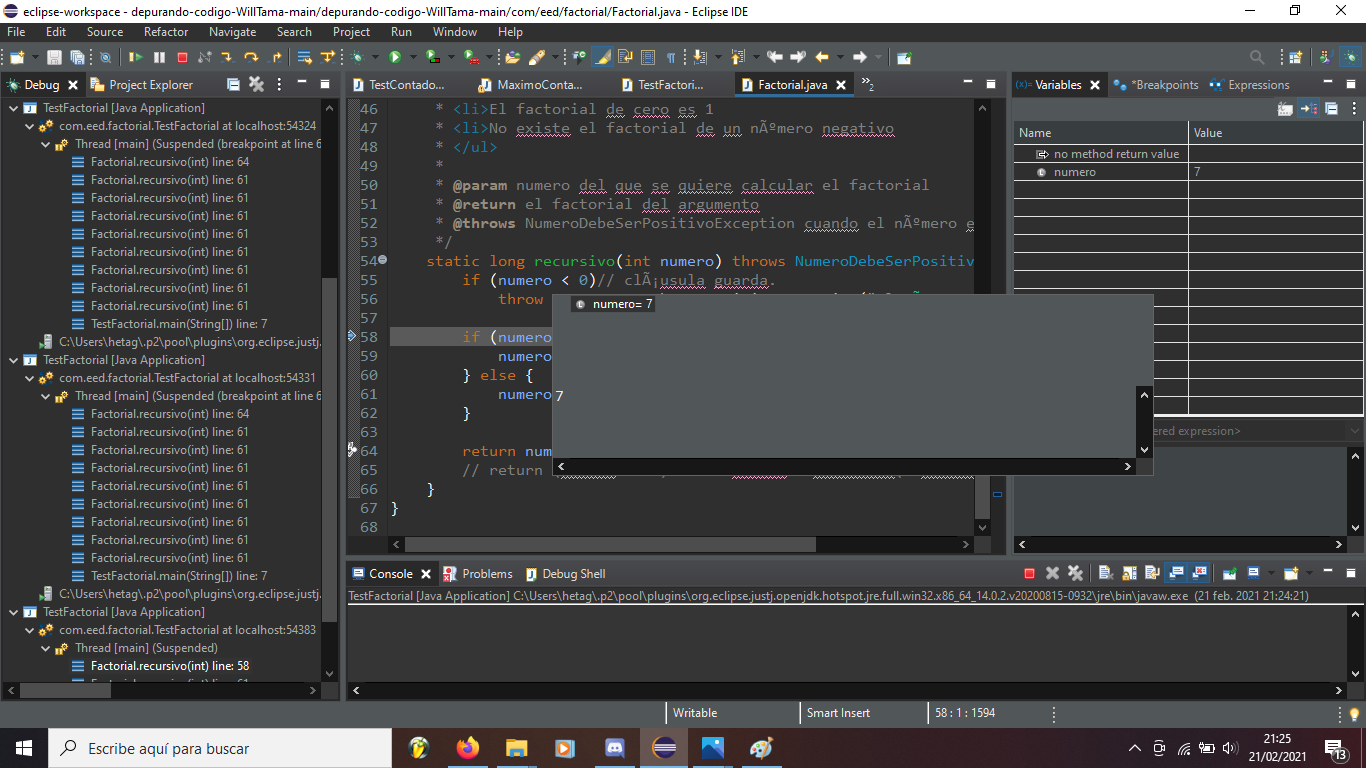 eclipse-workspace - depurando-codigo-WillTama-main/depurando-codigo-WillTama-main/com/eed/factorial/Factorial.java - Eclipse IDE
File Edit Source Refactor Navigate Search Project Run Window Help
Debug Project Explorer
TestFactorial [Java Application]
com.eed.factorial.TestFactorial at localhost:54324
Thread [main] (Suspended (breakpoint at line 6
Factorial.recursivo(int) line: 64
Factorial.recursivo(int) line: 61
Factorial.recursivo(int) line: 61
Factorial.recursivo(int) line: 61
Factorial.recursivo(int) line: 61
Factorial.recursivo(int) line: 61
Factorial.recursivo(int) line: 61
Factorial.recursivo(int) line: 61
Factorial.recursivo(int) line: 61
TestFactorial.main(String[]) line: 7
C:\Users\hetag\.p2\pool\plugins\org.eclipse.justj.
TestFactorial [Java Application]
com.eed.factorial.TestFactorial at localhost:54331
Thread [main] (Suspended (breakpoint at line 6
Factorial.recursivo(int) line: 64
Factorial.recursivo(int) line: 61
Factorial.recursivo(int) line: 61
Factorial.recursivo(int) line: 61
Factorial.recursivo(int) line: 61
Factorial.recursivo(int) line: 61
Factorial.recursivo(int) line: 61
Factorial.recursivo(int) line: 61
Factorial.recursivo(int) line: 61
TestFactorial.main(String[]) line: 7
C:\Users\hetag\.p2\pool\plugins\org.eclipse.justj.
TestFactorial [Java Application]
com.eed.factorial.TestFactorial at localhost:54383
Thread [main] (Suspended)
Factorial.recursivo(int) line: 58
TestContado... MaximoConta... TestFactori... Factorial.java »2
46 * <li>El factorial de cero es 1
47 * <li>No existe el factorial de un nÃºmero negativo
48 * </ul>
49 *
50 * @param numero del que se quiere calcular el factorial
51 * @return el factorial del argumento
52 * @throws NumeroDebeSerPositivoException cuando el nÃºmero e
53 */
54 static long recursivo(int numero) throws NumeroDebeSerPositiv
55 if (numero < 0)// clÃ¡usula guarda.
56 throw
57
58 if (numero
59 numero
60 } else {
61 numero
62 }
63
64 return num
65 // return
66 }
67 }
68
numero= 7
7
Variables *Breakpoints Expressions
Name Value
no method return value
numero 7
ered expression>
Console Problems Debug Shell
TestFactorial [Java Application] C:\Users\hetag\.p2\pool\plugins\org.eclipse.justj.openjdk.hotspot.jre.full.win32.x86_64_14.0.2.v20200815-0932\jre\bin\javaw.exe (21 feb. 2021 21:24:21)
Writable Smart Insert 58 : 1 : 1594
Escribe aquí para buscar
21:25
21/02/2021
13